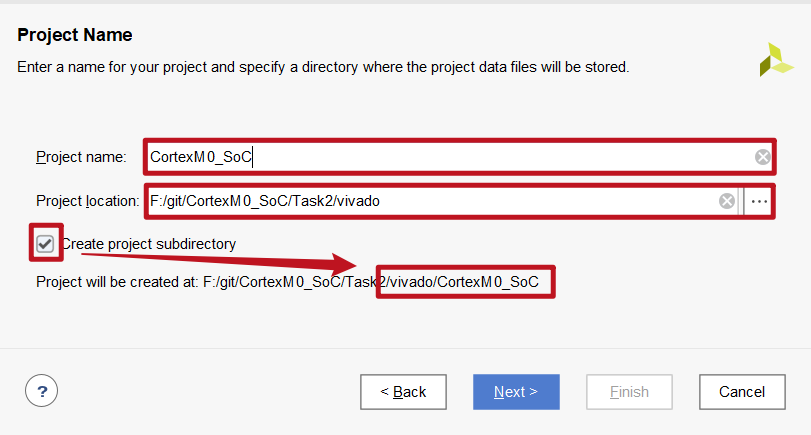 Project Name
Enter a name for your project and specify a directory where the project data files will be stored.
Project name: CortexM0_SoC
Project location: F:/git/CortexM0_SoC/Task2/vivado ...
Create project subdirectory
Project will be created at: F:/git/CortexM0_SoC/Task2/vivado/CortexM0_SoC
? < Back Next > Finish Cancel